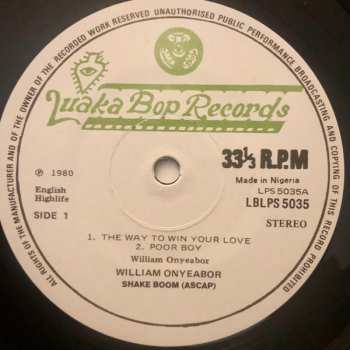 ALL RIGHTS OF THE MANUFACTURER AND OF THE OWNER OF THE RECORDED WORK RESERVED UNAUTHORISED PUBLIC PERFORMANCE BROADCASTING AND COPYING OF THIS RECORD PROHIBITED
Luaka Bop Records
33⅓ R.P.M
Made in Nigeria
LPS 5035A
LBLPS 5035
STEREO
℗ 1980
English
Highlife
SIDE 1
1. THE WAY TO WIN YOUR LOVE
2. POOR BOY
William Onyeabor
WILLIAM ONYEABOR
SHAKE BOOM (ASCAP)